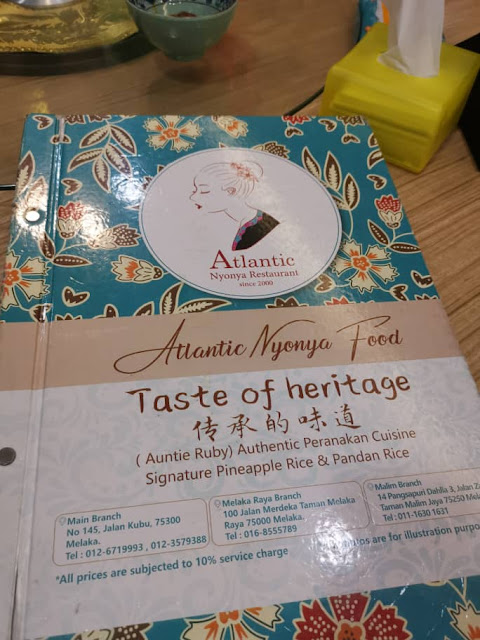 Atlantic
Nyonya Restaurant
since 2000
Atlantic Nyonya Food
Taste of heritage
传承的味道
( Auntie Ruby) Authentic Peranakan Cuisine
Signature Pineapple Rice & Pandan Rice
Main Branch
No 145, Jalan Kubu, 75300
Melaka.
Tel : 012-6719993 , 012-3579388
Melaka Raya Branch
100 Jalan Merdeka Taman Melaka
Raya 75000 Melaka.
Tel : 016-8555789
Malim Branch
14 Pengsapuri Dahlia 3, Jalan
Taman Malim Jaya 75250
Tel : 011-1630 1631
*All prices are subjected to 10% service charge
are for illustration